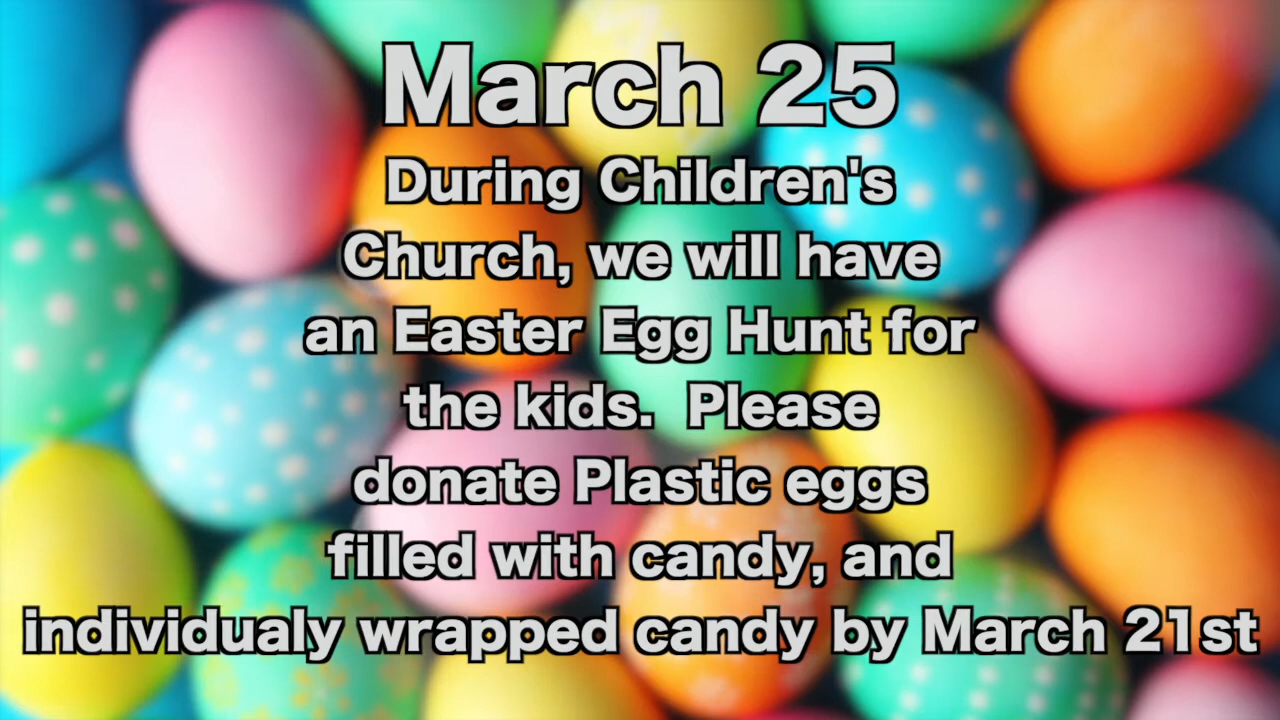 March 25
During Children's
Church, we will have
an Easter Egg Hunt for
the kids.  Please
donate Plastic eggs
filled with candy, and
individualy wrapped candy by March 21st